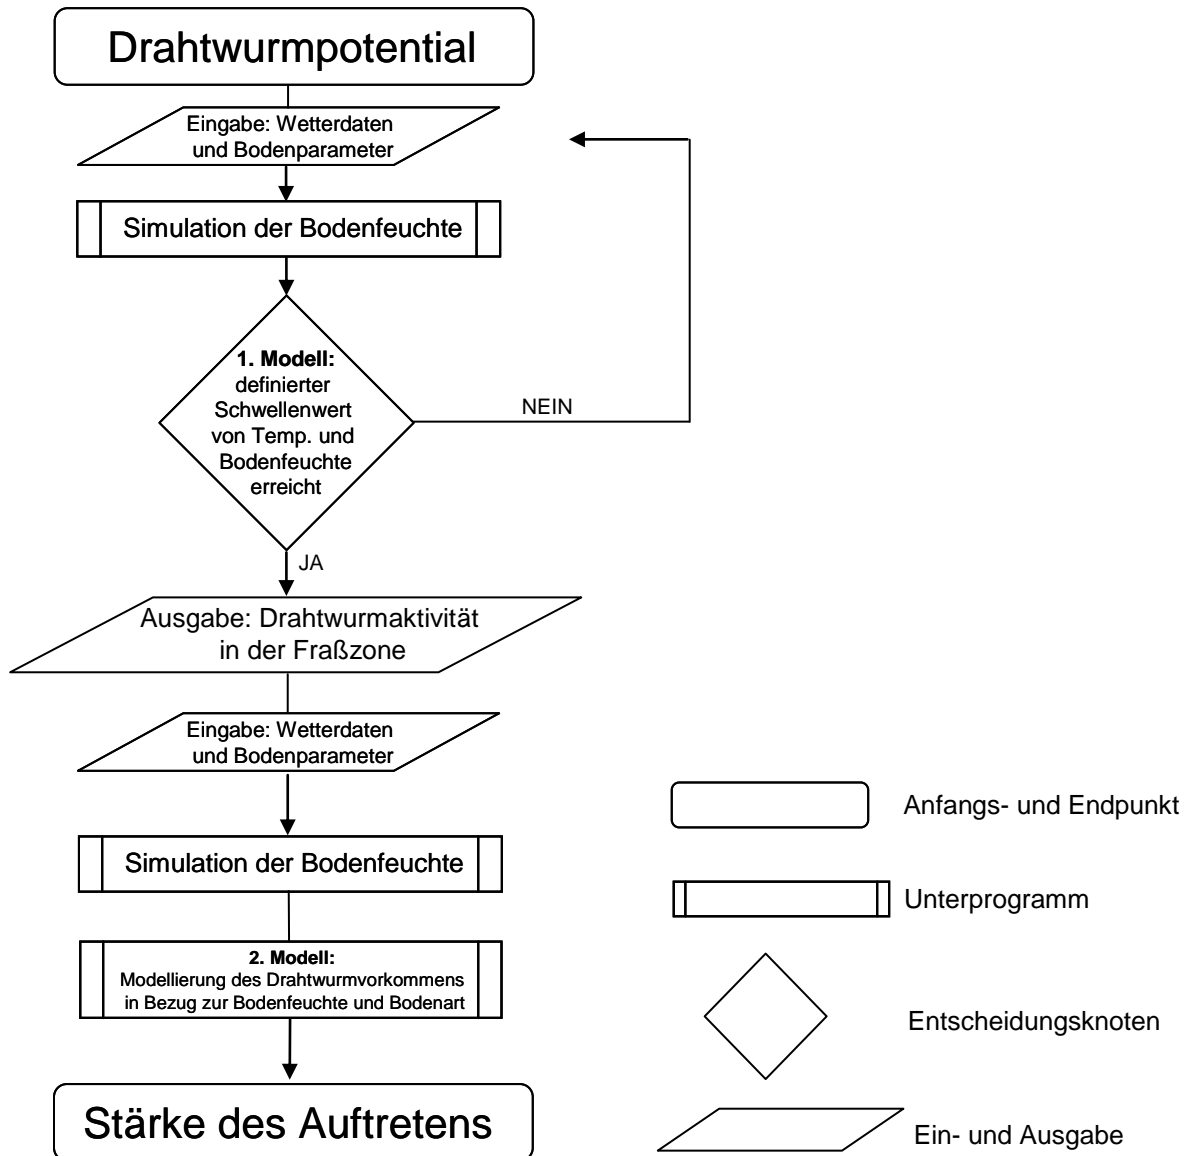 Drahtwurmpotential
Eingabe: Wetterdaten
und Bodenparameter
Simulation der Bodenfeuchte
1. Modell:
definierter
Schwellenwert
von Temp. und
Bodenfeuchte
erreicht
NEIN
JA
Ausgabe: Drahtwurmaktivität
in der Fraßzone
Eingabe: Wetterdaten
und Bodenparameter
Simulation der Bodenfeuchte
2. Modell:
Modellierung des Drahtwurmvorkommens
in Bezug zur Bodenfeuchte und Bodenart
Stärke des Auftretens
Anfangs- und Endpunkt
Unterprogramm
Entscheidungsknoten
Ein- und Ausgabe